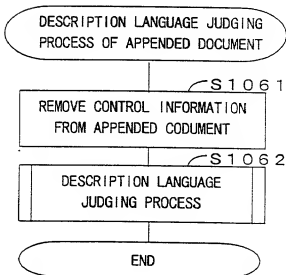 DESCRIPTION LANGUAGE JUDGING
PROCESS OF APPENDED DOCUMENT
S1061
REMOVE CONTROL INFORMATION
FROM APPENDED CODUMENT
S1062
DESCRIPTION LANGUAGE
JUDGING PROCESS
END